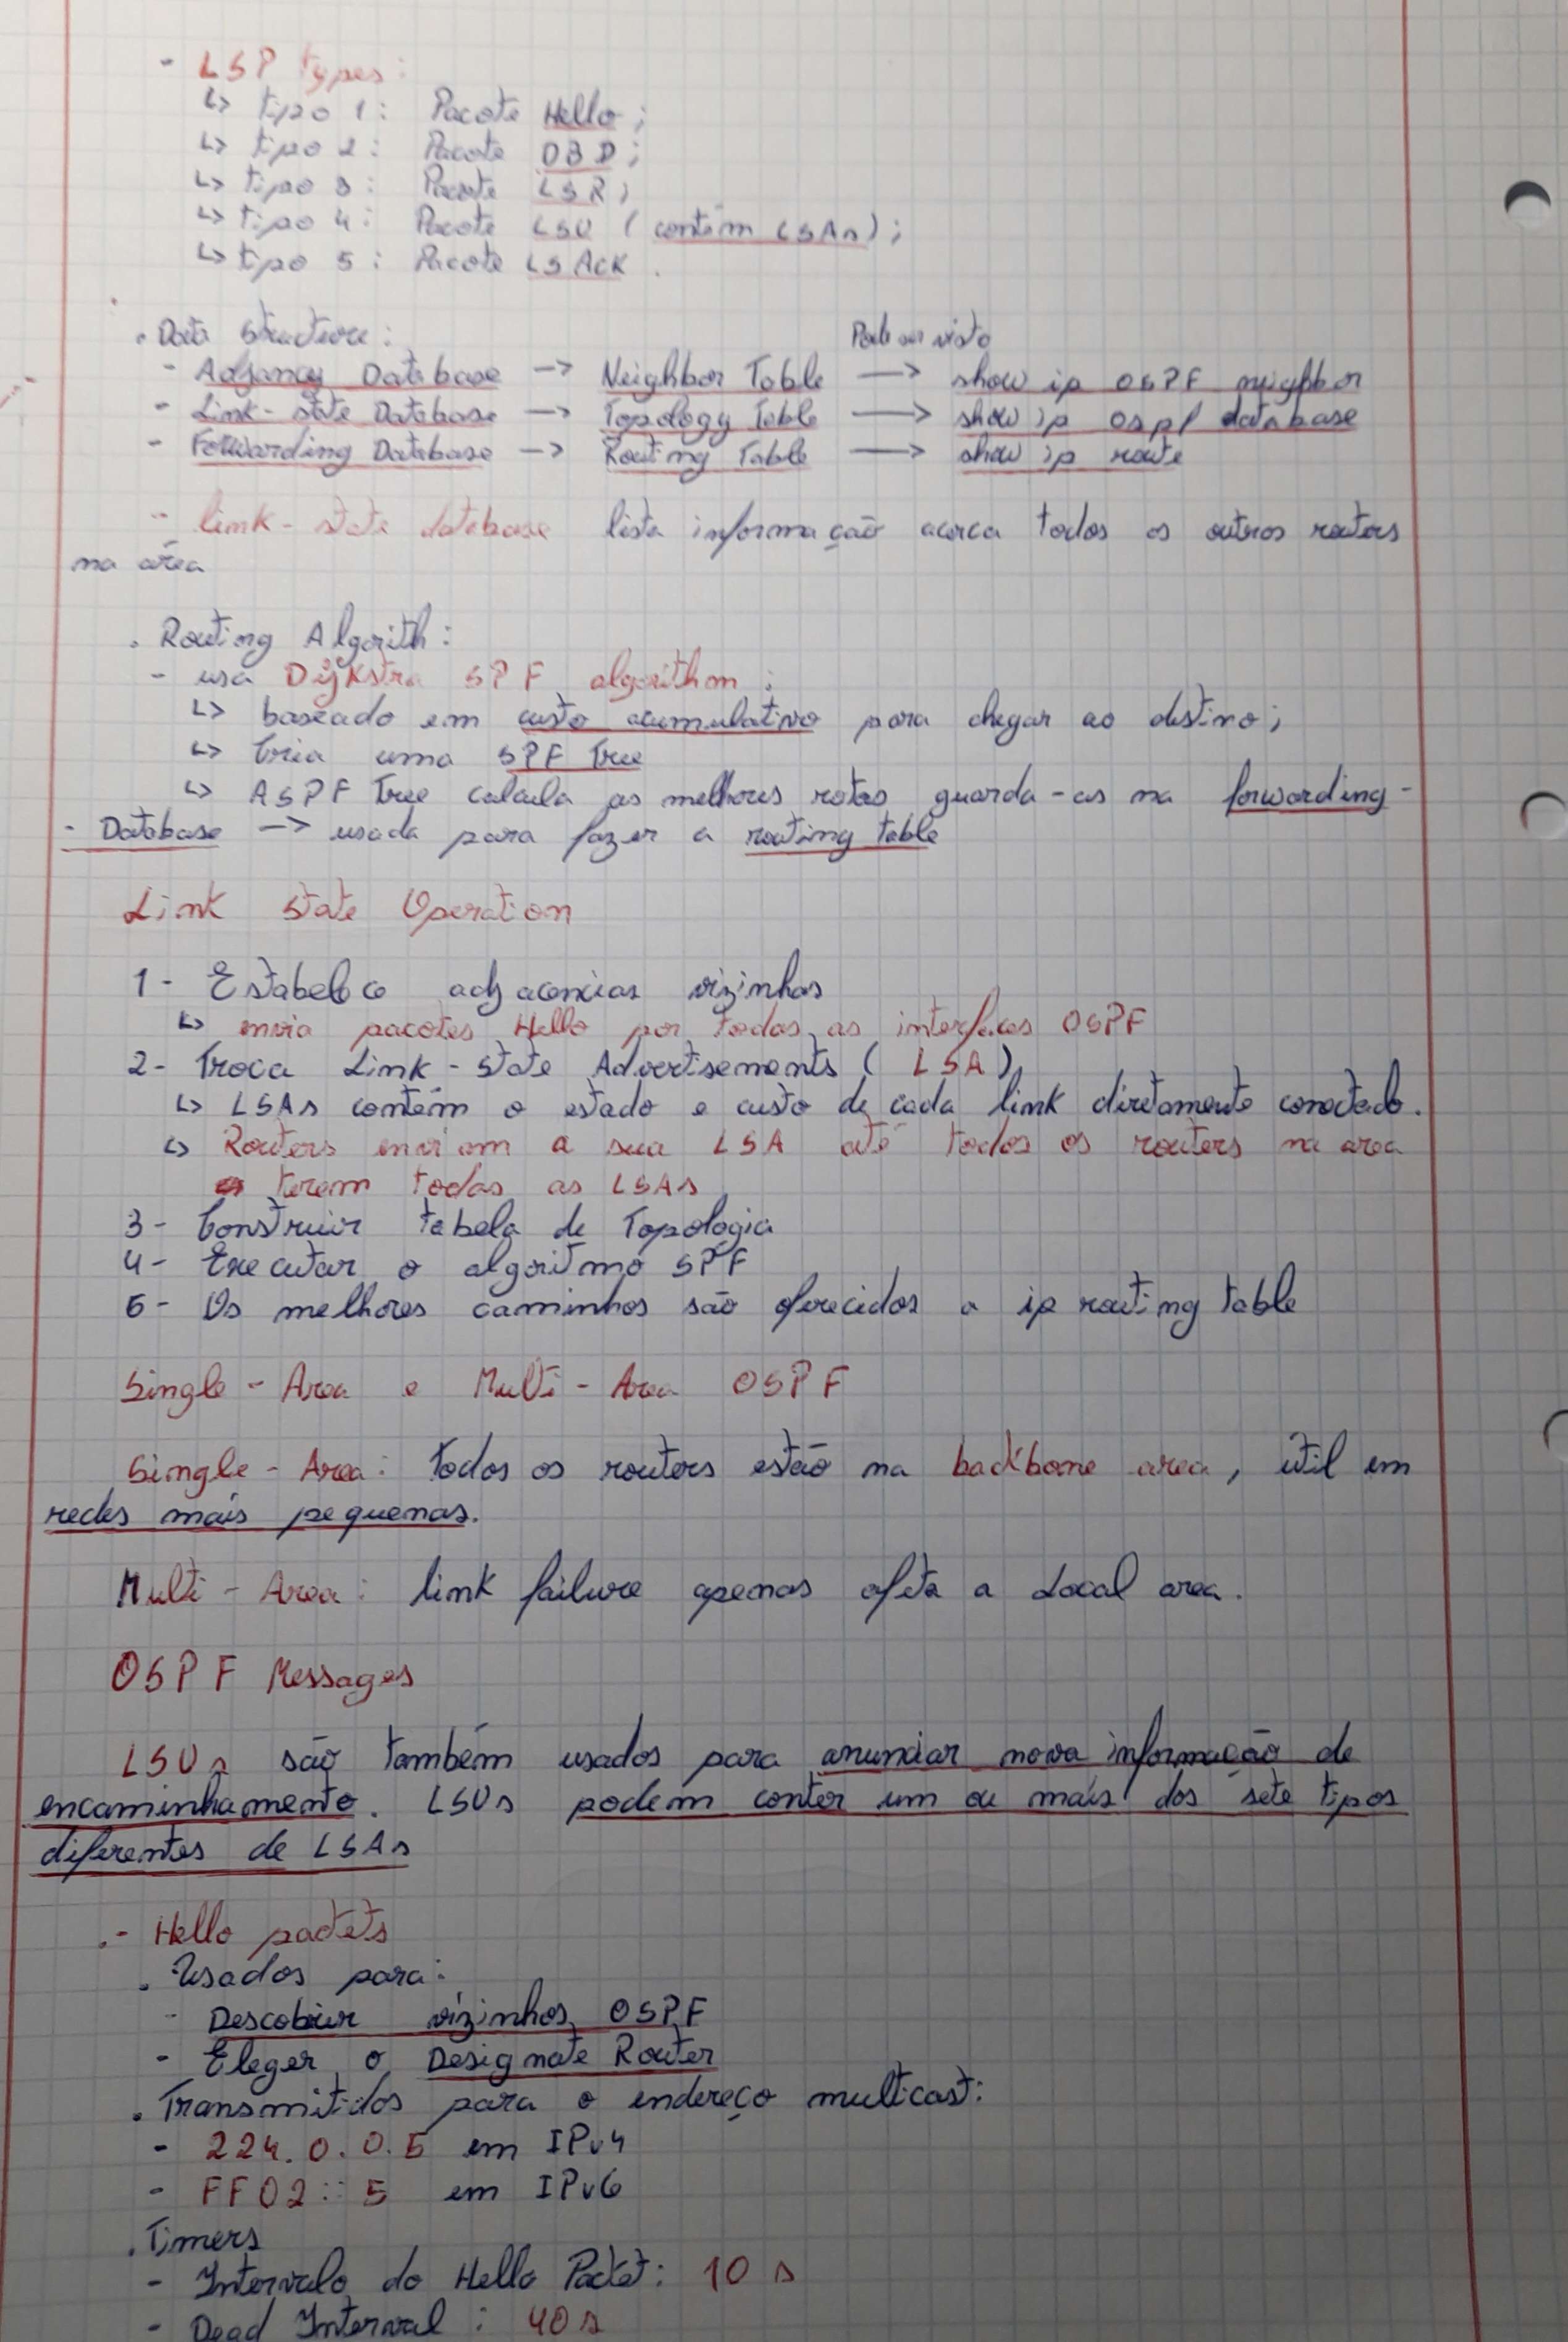 - LSP types:
↳ tipo 1: Pacote Hello;
↳ tipo 2: Pacote DBD;
↳ tipo 3: Pacote LSR;
↳ tipo 4: Pacote LSU (contêm LSAs);
↳ tipo 5: Pacote LSAck.
. Data Structure: Pode ser visto
- Adjancy Database -> Neighbor Table -> show ip OSPF neighbor
- Link-state Database -> Topology Table -> show ip ospf database
- Forwarding Database -> Routing Table -> show ip route
- link-state database lista informação acerca todos os outros routers
na área
. Routing Algorith:
- usa Dijkstra SPF algorithm:
↳ baseado em custo acumulativo para chegar ao destino;
↳ Cria uma SPF Tree
↳ A SPF Tree calcula as melhores rotas guarda-as na forwarding-
- Database -> usada para fazer a routing table
Link State Operation
1- Estabelece adjacencias vizinhas
↳ envia pacotes Hello por todas as interfaces OSPF
2- Troca Link-State Advertisements (LSA)
↳ LSAs contêm o estado e custo de cada link diretamente conectado.
↳ Routers enviam a sua LSA até todos os routers na area
terem todas as LSAs
3- Construir tabela de Topologia
4- Executar o algoritmo SPF
5- Os melhores caminhos são oferecidos a ip routing table
Single-Area e Multi-Area OSPF
Single-Area: Todos os routers estão na backbone area, útil em
redes mais pequenas.
Multi-Area: link failure apenas afeta a Local area.
OSPF Messages
LSUs são também usados para anunciar nova informação de
encaminhamento. LSUs podem conter um ou mais dos sete tipos
diferentes de LSAs
.- Hello packets
. Usados para:
- Descobrir vizinhos OSPF
- Eleger o Designate Router
. Transmitidos para o endereço multicast:
- 224.0.0.5 em IPv4
- FF02::5 em IPv6
. Timers
- Intervalo do Hello Packet: 10 s
- Dead Interval: 40 s